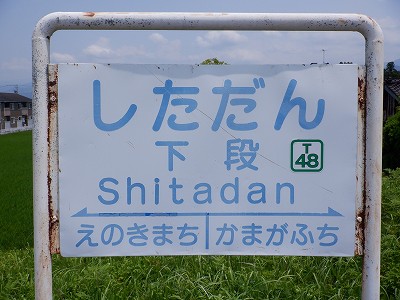 しただん
下段
T
48
Shitadan
えのきまち
かまがふち